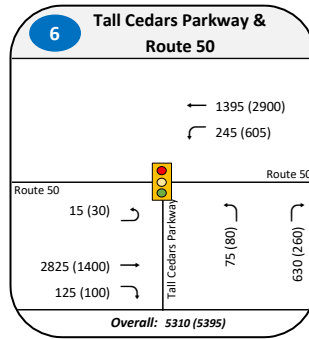 6
Tall Cedars Parkway &
Route 50
1395 (2900)
245 (605)
Route 50
Route 50
15 (30)
2825 (1400)
125 (100)
Tall Cedars Parkway
75 (80)
630 (260)
Overall: 5310 (5395)